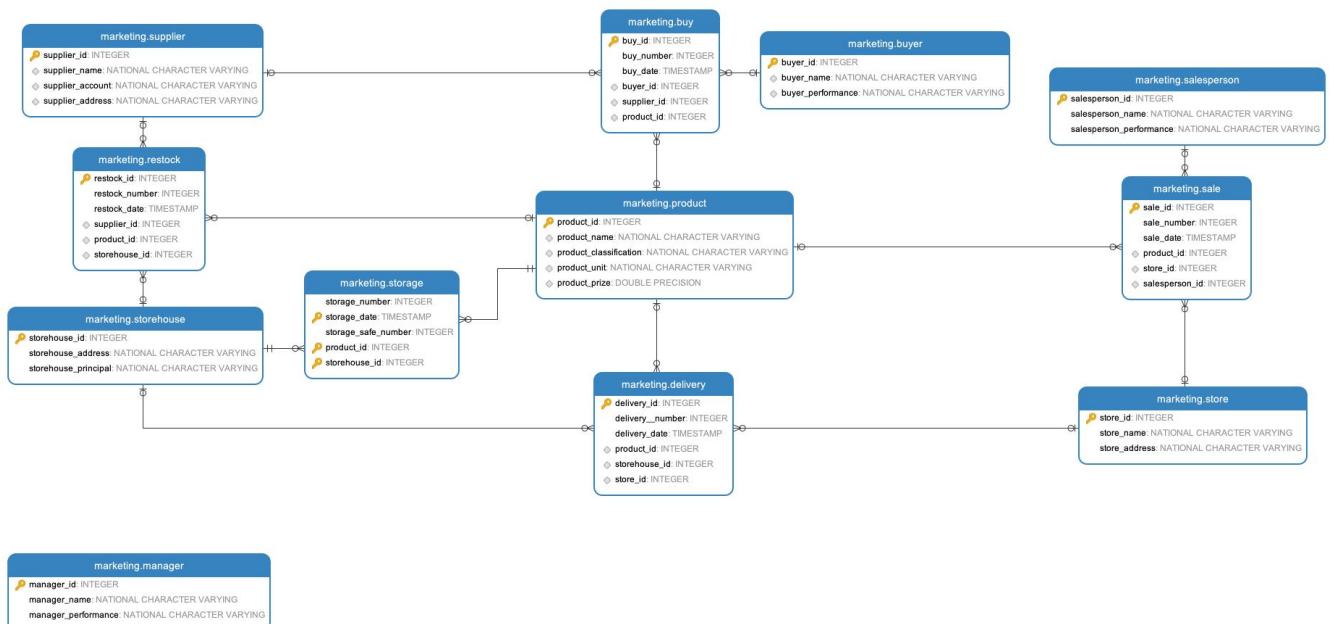 marketing.supplier
supplier_id: INTEGER
supplier_name: NATIONAL CHARACTER VARYING
supplier_account: NATIONAL CHARACTER VARYING
supplier_address: NATIONAL CHARACTER VARYING
marketing.buy
buy_id: INTEGER
buy_number: INTEGER
buy_date: TIMESTAMP
buyer_id: INTEGER
supplier_id: INTEGER
product_id: INTEGER
marketing.buyer
buyer_id: INTEGER
buyer_name: NATIONAL CHARACTER VARYING
buyer_performance: NATIONAL CHARACTER VARYING
marketing.salesperson
salesperson_id: INTEGER
salesperson_name: NATIONAL CHARACTER VARYING
salesperson_performance: NATIONAL CHARACTER VARYING
marketing.restock
restock_id: INTEGER
restock_number: INTEGER
restock_date: TIMESTAMP
supplier_id: INTEGER
product_id: INTEGER
storehouse_id: INTEGER
marketing.product
product_id: INTEGER
product_name: NATIONAL CHARACTER VARYING
product_classification: NATIONAL CHARACTER VARYING
product_unit: NATIONAL CHARACTER VARYING
product_prize: DOUBLE PRECISION
marketing.sale
sale_id: INTEGER
sale_number: INTEGER
sale_date: TIMESTAMP
product_id: INTEGER
store_id: INTEGER
salesperson_id: INTEGER
marketing.storage
storage_number: INTEGER
storage_date: TIMESTAMP
storage_safe_number: INTEGER
product_id: INTEGER
storehouse_id: INTEGER
marketing.storehouse
storehouse_id: INTEGER
storehouse_address: NATIONAL CHARACTER VARYING
storehouse_principal: NATIONAL CHARACTER VARYING
marketing.delivery
delivery_id: INTEGER
delivery__number: INTEGER
delivery_date: TIMESTAMP
product_id: INTEGER
storehouse_id: INTEGER
store_id: INTEGER
marketing.store
store_id: INTEGER
store_name: NATIONAL CHARACTER VARYING
store_address: NATIONAL CHARACTER VARYING
marketing.manager
manager_id: INTEGER
manager_name: NATIONAL CHARACTER VARYING
manager_performance: NATIONAL CHARACTER VARYING